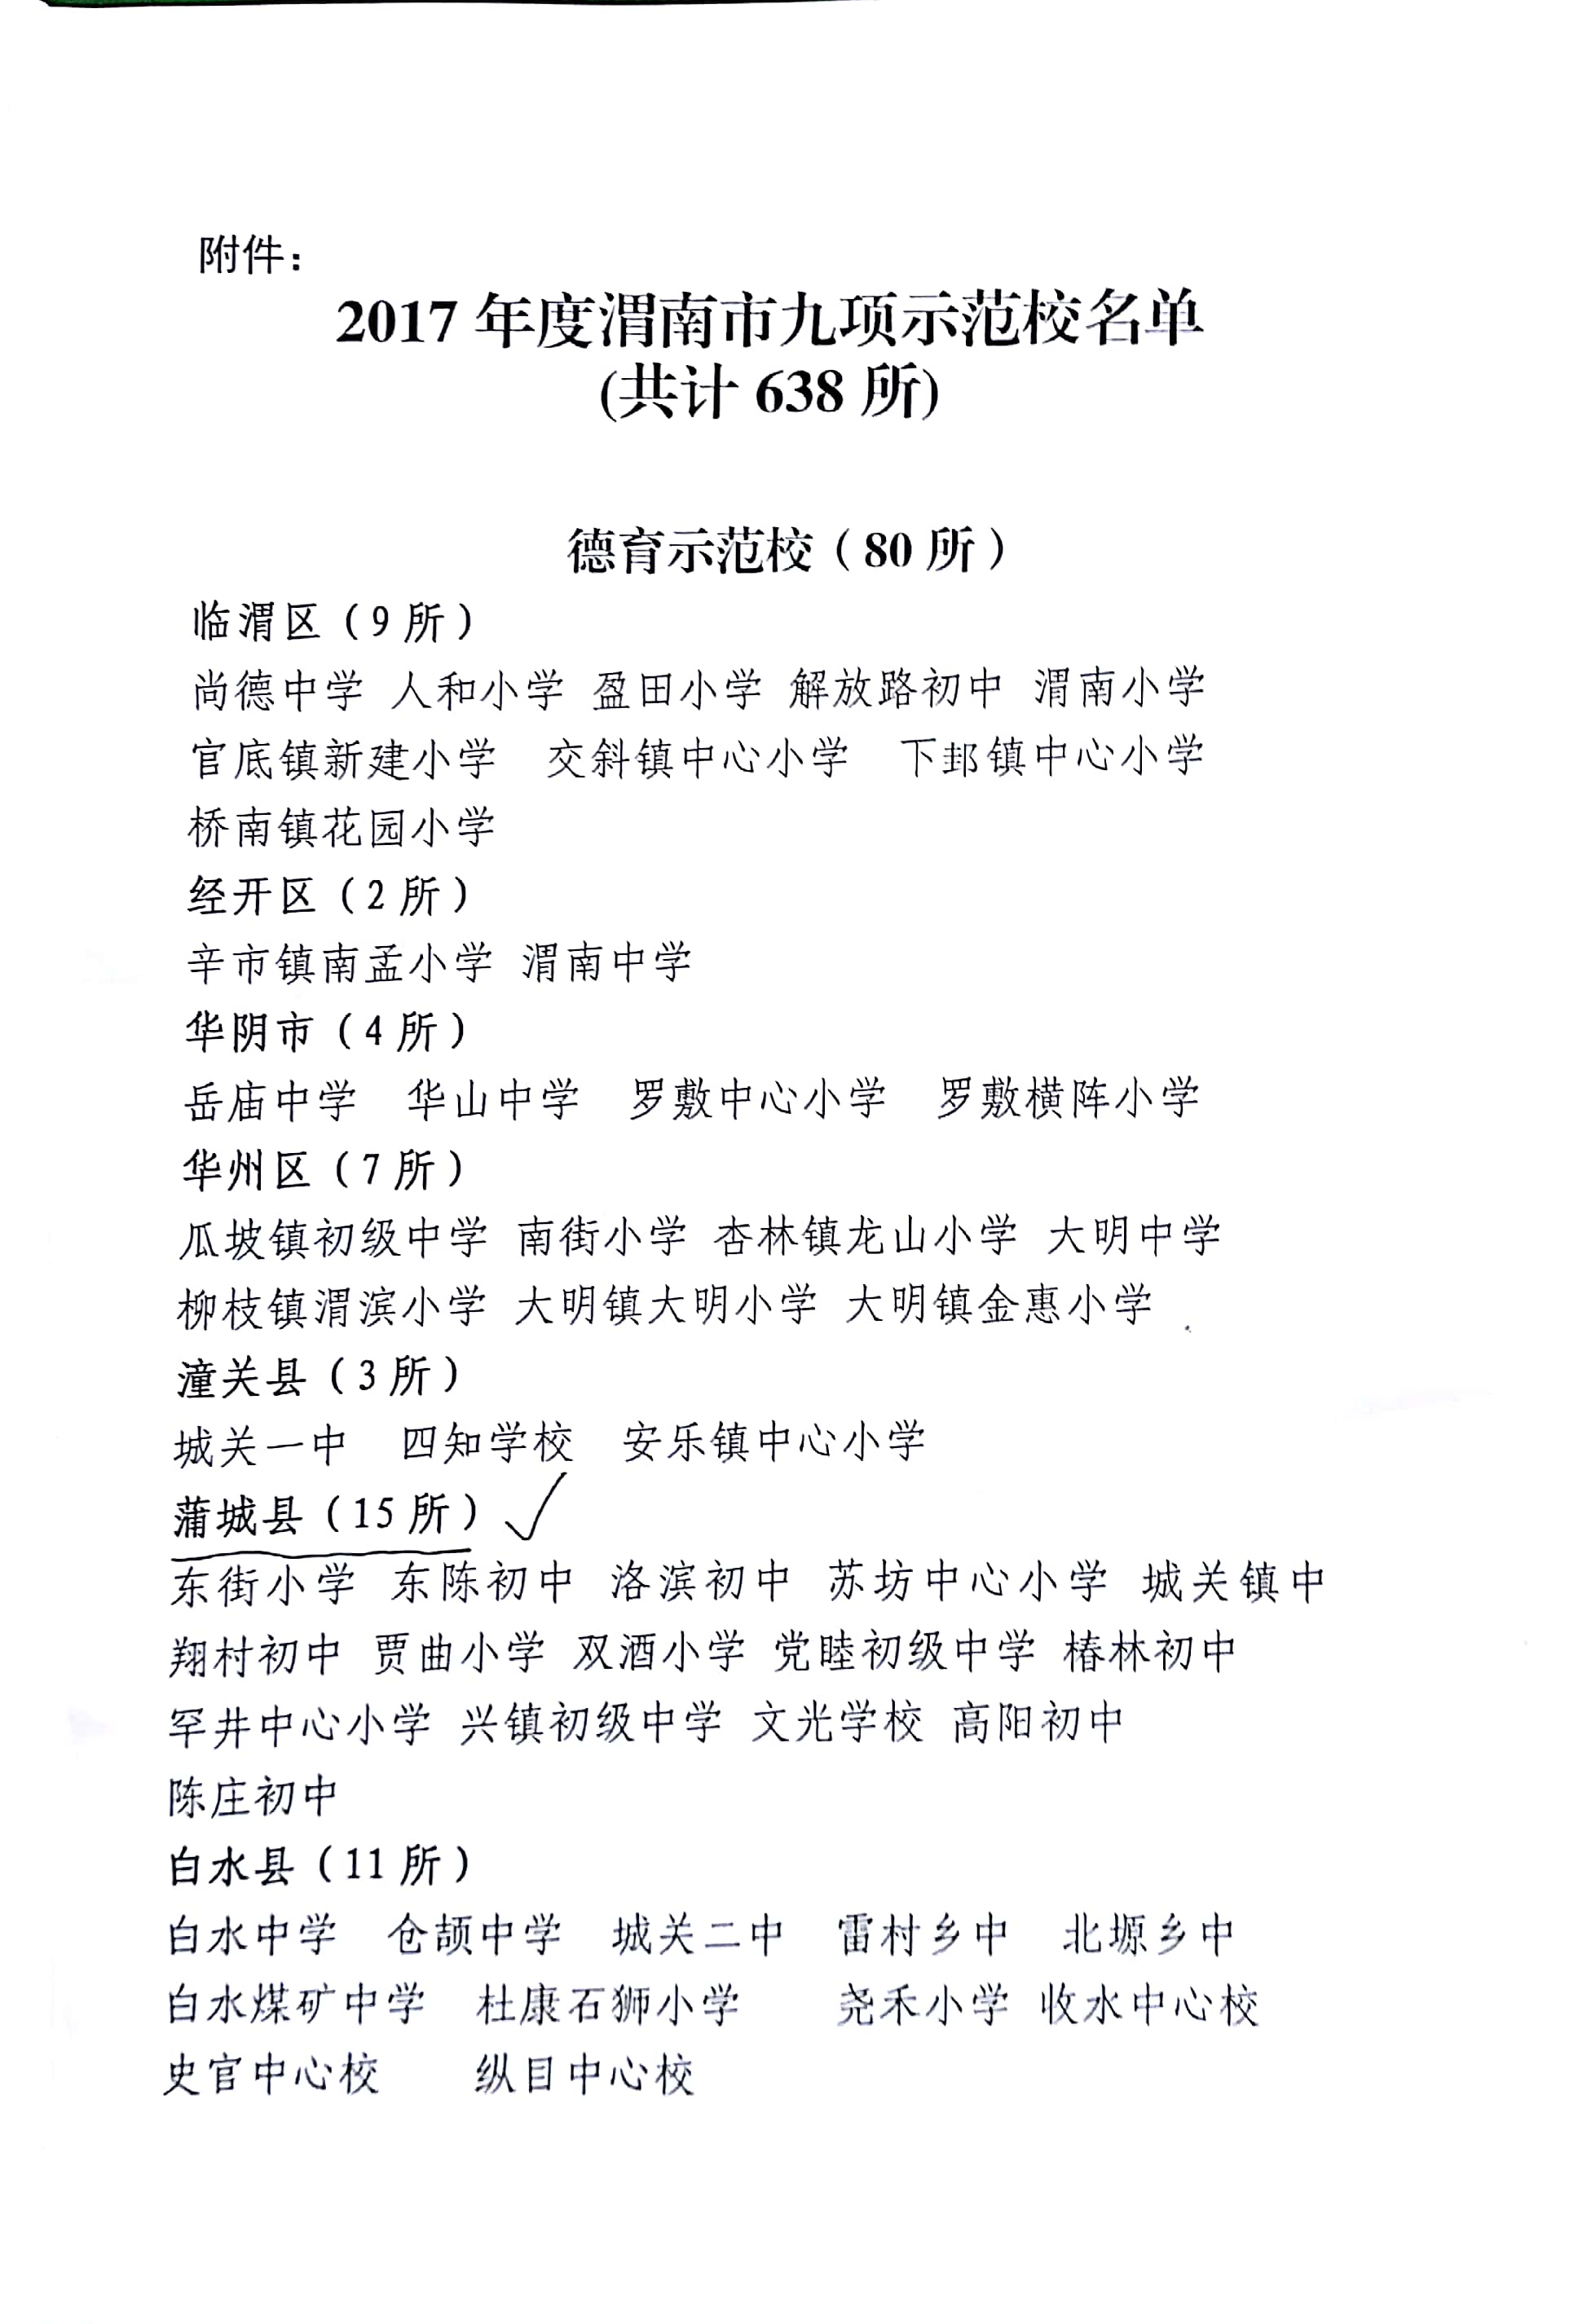 附件：
2017 年度渭南市九项示范校名单
(共计 638 所)
德育示范校（80 所）
临渭区（9 所）
尚德中学 人和小学 盈田小学 解放路初中 渭南小学
官底镇新建小学 交斜镇中心小学 下邽镇中心小学
桥南镇花园小学
经开区（2 所）
辛市镇南孟小学 渭南中学
华阴市（4 所）
岳庙中学 华山中学 罗敷中心小学 罗敷横阵小学
华州区（7 所）
瓜坡镇初级中学 南街小学 杏林镇龙山小学 大明中学
柳枝镇渭滨小学 大明镇大明小学 大明镇金惠小学
潼关县（3 所）
城关一中 四知学校 安乐镇中心小学
蒲城县（15 所）
东街小学 东陈初中 洛滨初中 苏坊中心小学 城关镇中
翔村初中 贾曲小学 双酒小学 党睦初级中学 椿林初中
罕井中心小学 兴镇初级中学 文光学校 高阳初中
陈庄初中
白水县（11 所）
白水中学 仓颉中学 城关二中 雷村乡中 北塬乡中
白水煤矿中学 杜康石狮小学 尧禾小学 收水中心校
史官中心校 纵目中心校